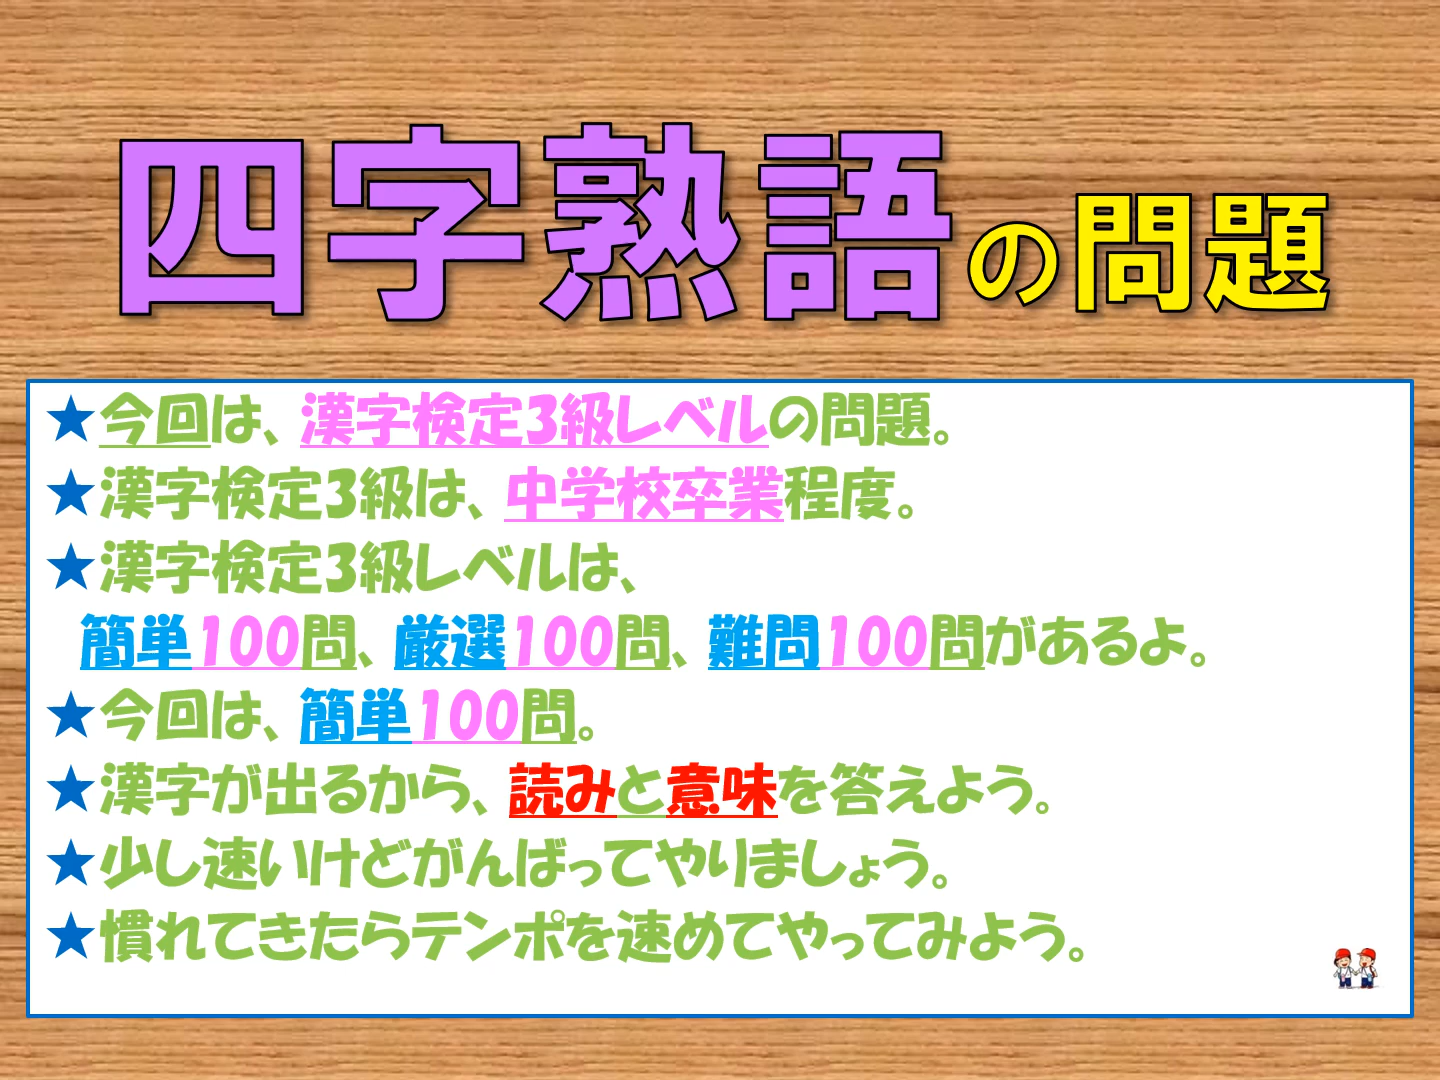 四字熟語の問題
★今回は、漢字検定3級レベルの問題。
★漢字検定3級は、中学校卒業程度。
★漢字検定3級レベルは、
簡単100問、厳選100問、難問100問があるよ。
★今回は、簡単100問。
★漢字が出るから、読みと意味を答えよう。
★少し速いけどがんばってやりましょう。
★慣れてきたらテンポを速めてやってみよう。